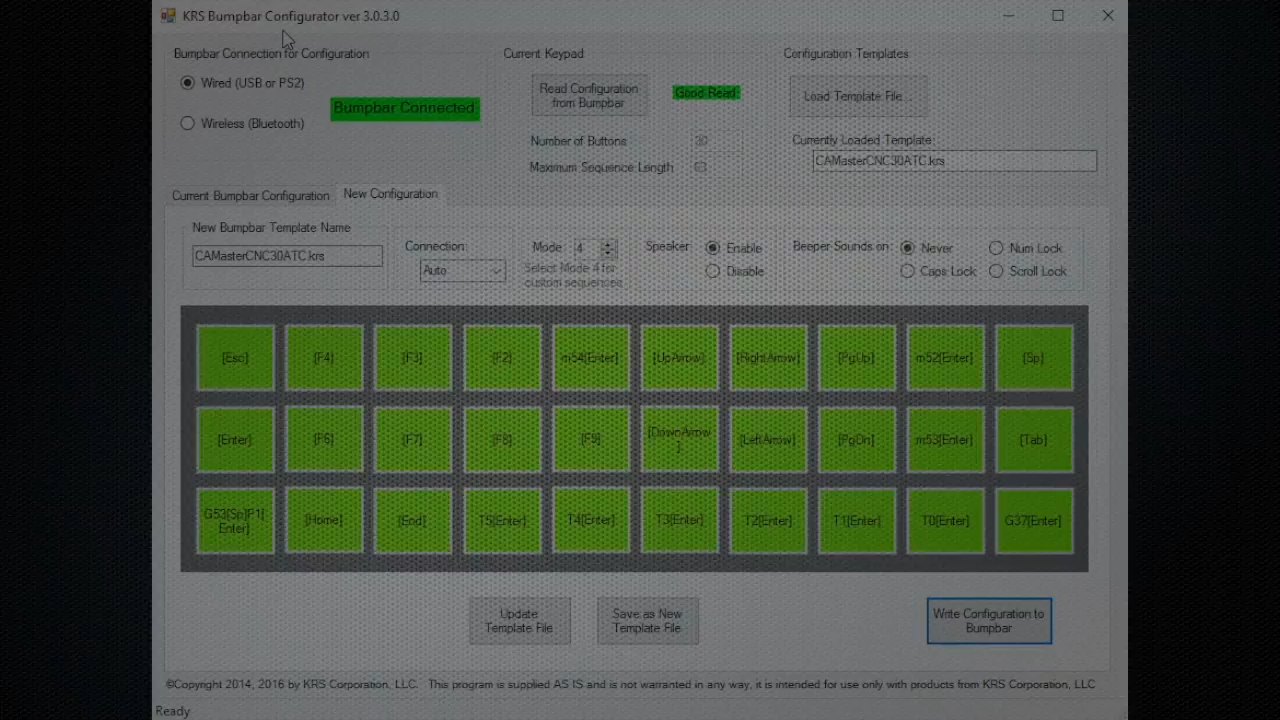 KRS Bumpbar Configurator ver 3.0.3.0
Bumpbar Connection for Configuration
Wired (USB or PS2)
Bumpbar Connected
Wireless (Bluetooth)
Current Keypad
Read Configuration
from Bumpbar
Good Read
Number of Buttons 30
Maximum Sequence Length 63
Configuration Templates
Load Template File...
Currently Loaded Template:
CAMasterCNC30ATC.krs
Current Bumpbar Configuration New Configuration
New Bumpbar Template Name
CAMasterCNC30ATC.krs
Connection:
Auto
Mode 4
Select Mode 4 for
custom sequences
Speaker: Enable
Disable
Beeper Sounds on: Never Num Lock
Caps Lock Scroll Lock
[Esc] [F4] [F3] [F2] m54[Enter] [UpArrow] [RightArrow] [PgUp] m52[Enter] [Sp]
[Enter] [F6] [F7] [F8] [F9] [DownArrow
] [LeftArrow] [PgDn] m53[Enter] [Tab]
G53[Sp]P1[
Enter] [Home] [End] T5[Enter] T4[Enter] T3[Enter] T2[Enter] T1[Enter] T0[Enter] G37[Enter]
Update
Template File
Save as New
Template File
Write Configuration to
Bumpbar
©Copyright 2014, 2016 by KRS Corporation, LLC. This program is supplied AS IS and is not warranted in any way, it is intended for use only with products from KRS Corporation, LLC
Ready